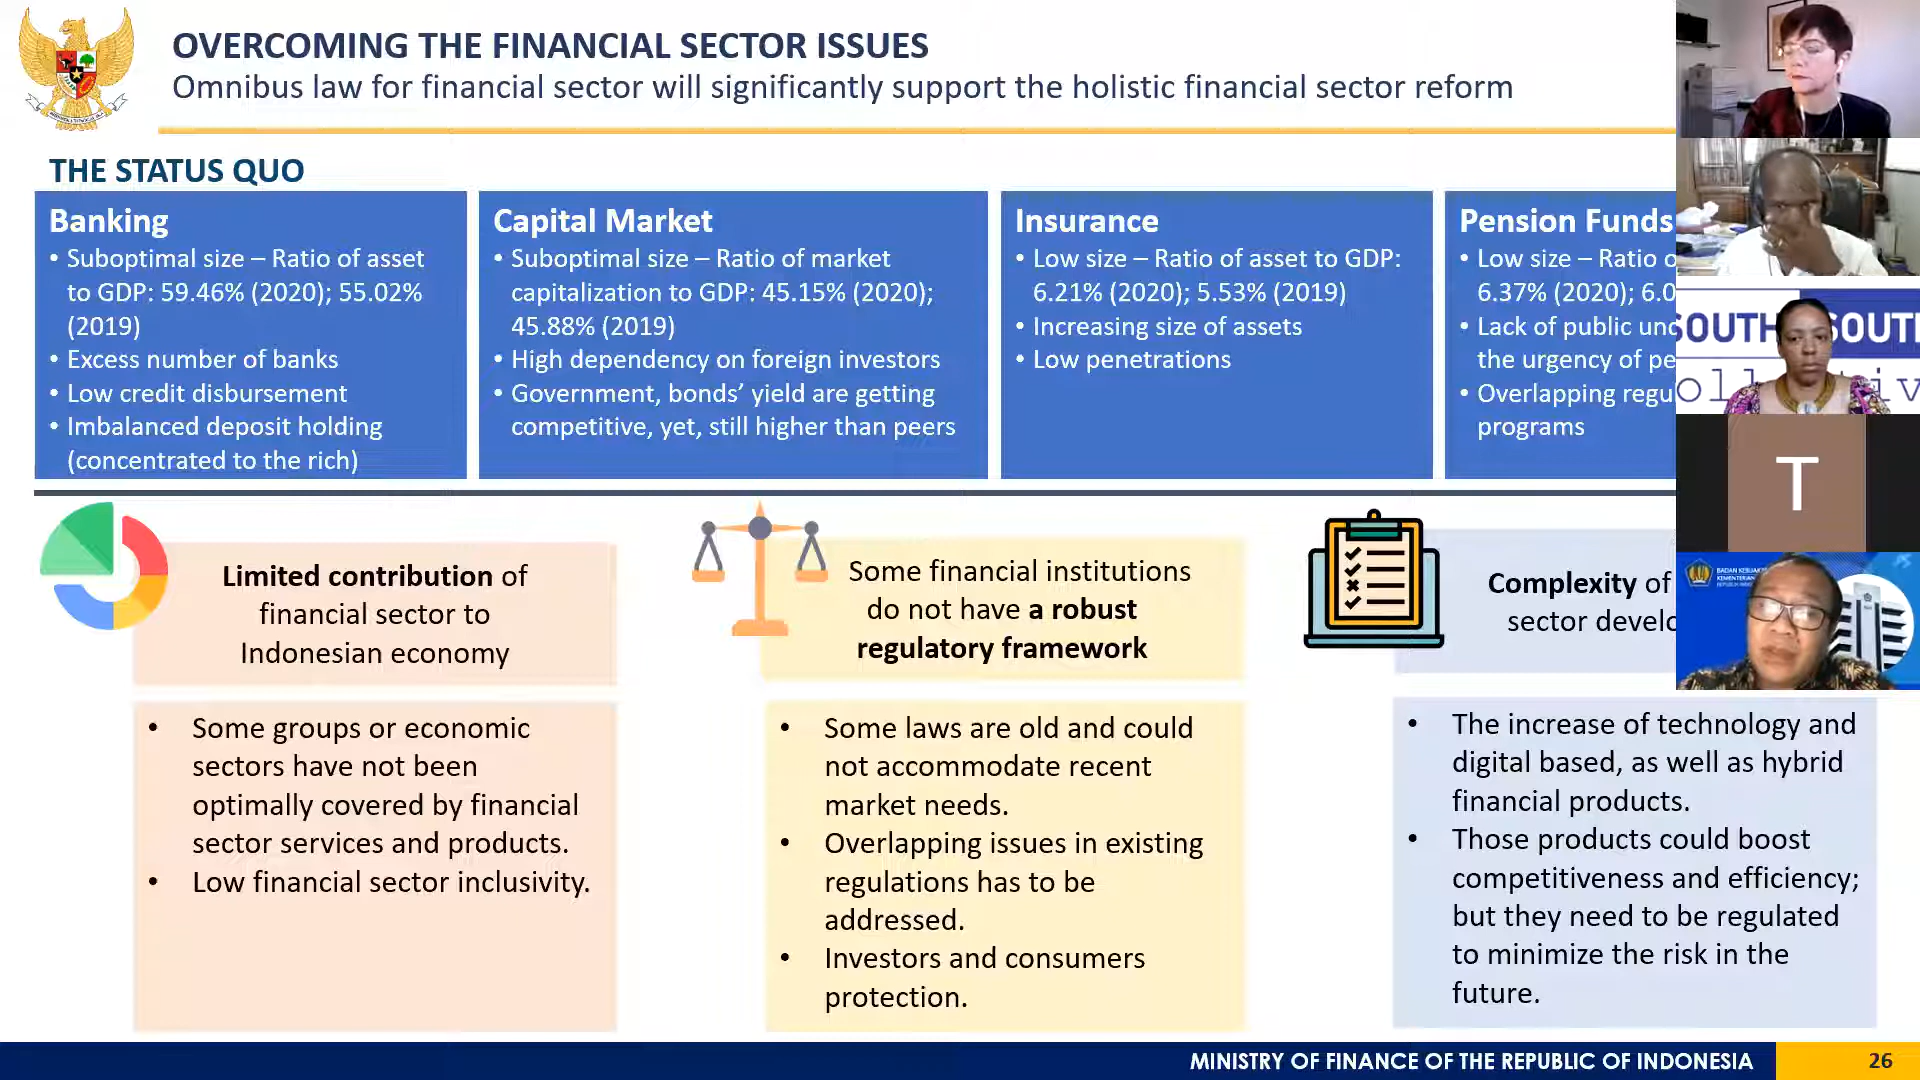 OVERCOMING THE FINANCIAL SECTOR ISSUES
Omnibus law for financial sector will significantly support the holistic financial sector reform
THE STATUS QUO
Banking
• Suboptimal size – Ratio of asset
to GDP: 59.46% (2020); 55.02%
(2019)
• Excess number of banks
• Low credit disbursement
• Imbalanced deposit holding
(concentrated to the rich)
Capital Market
• Suboptimal size – Ratio of market
capitalization to GDP: 45.15% (2020);
45.88% (2019)
• High dependency on foreign investors
• Government, bonds’ yield are getting
competitive, yet, still higher than peers
Insurance
• Low size – Ratio of asset to GDP:
6.21% (2020); 5.53% (2019)
• Increasing size of assets
• Low penetrations
Pension Funds
• Low size – Ratio
6.37% (2020);
• Lack of public
the urgency of
• Overlapping
programs
Limited contribution of
financial sector to
Indonesian economy
• Some groups or economic
sectors have not been
optimally covered by financial
sector services and products.
• Low financial sector inclusivity.
Some financial institutions
do not have a robust
regulatory framework
• Some laws are old and could
not accommodate recent
market needs.
• Overlapping issues in existing
regulations has to be
addressed.
• Investors and consumers
protection.
Complexity of
sector
• The increase of technology and
digital based, as well as hybrid
financial products.
• Those products could boost
competitiveness and efficiency;
but they need to be regulated
to minimize the risk in the
future.
SOUTH SOUTH
T
MINISTRY OF FINANCE OF THE REPUBLIC OF INDONESIA
26